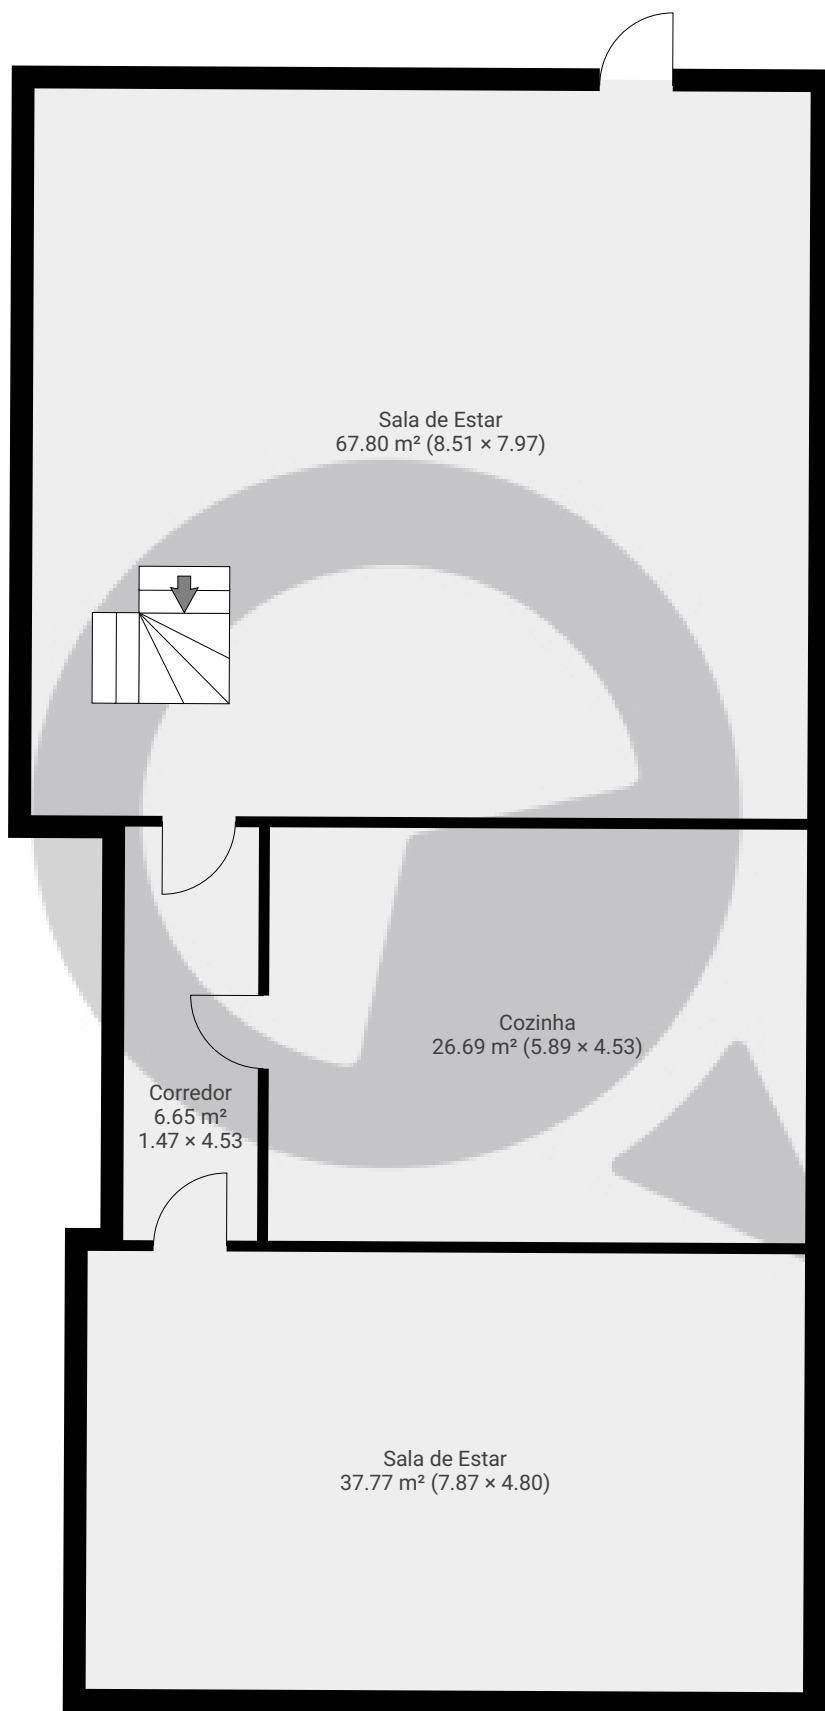 Sala de Estar
67.80 m² (8.51 × 7.97)
Cozinha
26.69 m² (5.89 × 4.53)
Corredor
6.65 m²
1.47 × 4.53
Sala de Estar
37.77 m² (7.87 × 4.80)